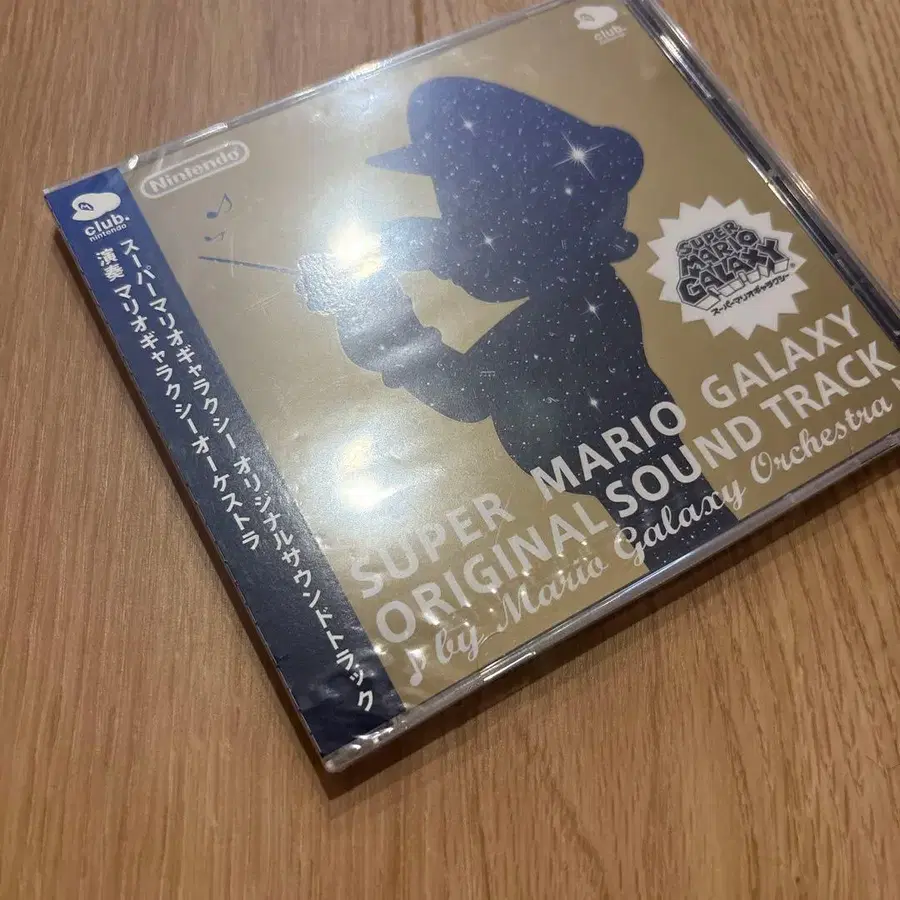 club.
nintendo
スーパーマリオギャラクシー オリジナルサウンドトラック
演奏 マリオギャラクシーオーケストラ
Nintendo
club.
nintendo
SUPER
MARIO
GALAXY
スーパーマリオギャラクシー
SUPER MARIO GALAXY
ORIGINAL SOUND TRACK
by Mario Galaxy Orchestra